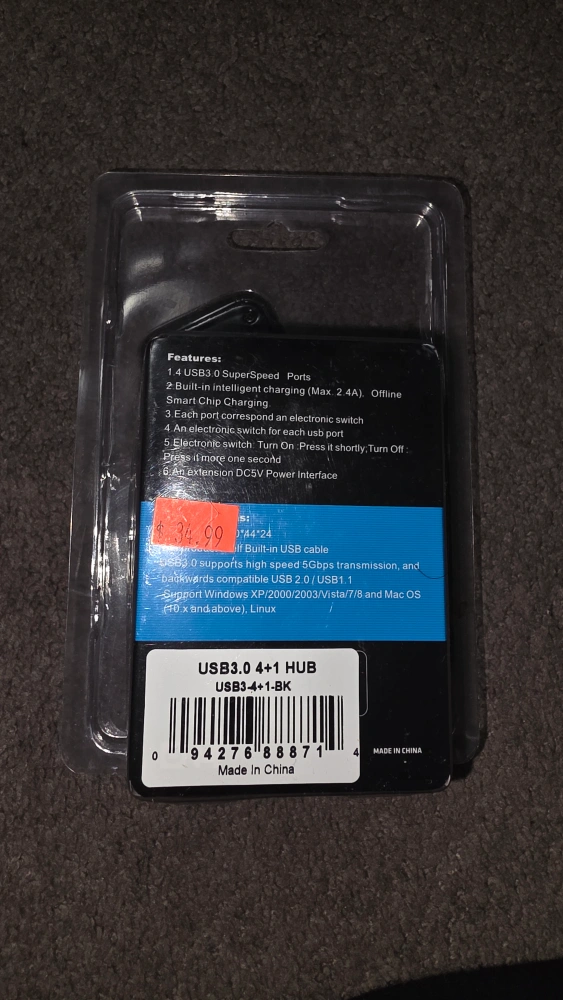 Features:
1.4 USB3.0 SuperSpeed Ports
2 Built-in intelligent charging (Max. 2.4A). Offline
Smart Chip Charging
3 Each port correspond an electronic switch
4 An electronic switch for each usb port
5 Electronic switch: Turn On :Press it shortly;Turn Off :
Press it more one second
6 An extension DC5V Power Interface
$ 34.99
s:
*44*24
Built-in USB cable
USB3.0 supports high speed 5Gbps transmission, and
backwords compatible USB 2.0 / USB1.1
Support Windows XP/2000/2003/Vista/7/8 and Mac OS
(10.x and above), Linux
USB3.0 4+1 HUB
USB3-4+1-BK
0 94276 88871 4
Made In China
MADE IN CHINA